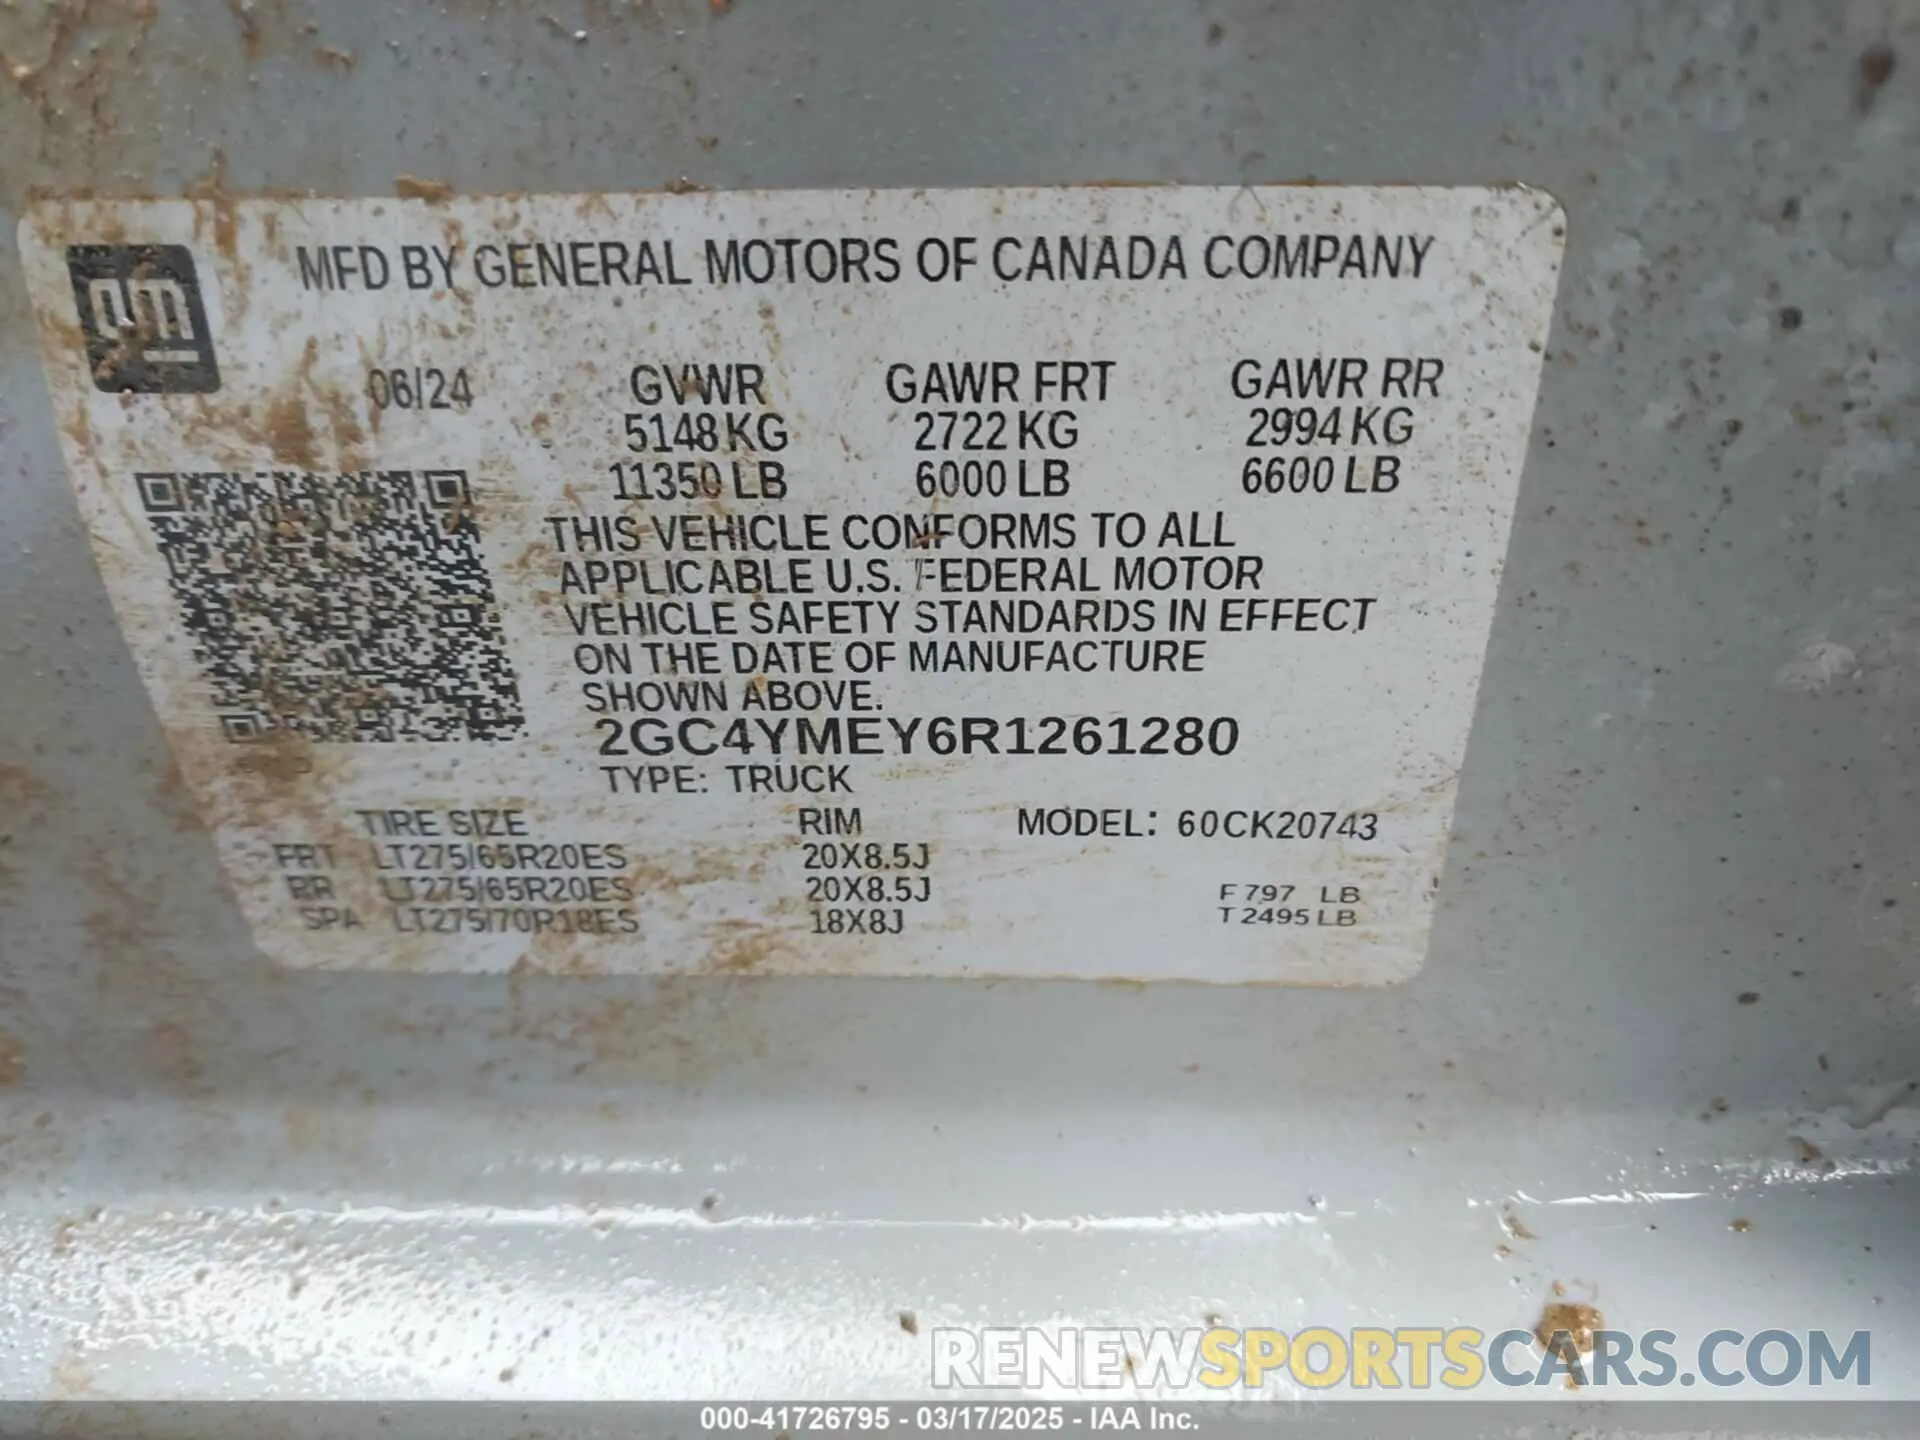 gm
MFD BY GENERAL MOTORS OF CANADA COMPANY
06/24 GVWR GAWR FRT GAWR RR
5148 KG 2722 KG 2994 KG
11350 LB 6000 LB 6600 LB
THIS VEHICLE CONFORMS TO ALL
APPLICABLE U.S. FEDERAL MOTOR
VEHICLE SAFETY STANDARDS IN EFFECT
ON THE DATE OF MANUFACTURE
SHOWN ABOVE.
2GC4YMEY6R1261280
TYPE: TRUCK
TIRE SIZE RIM MODEL: 60CK20743
FRT LT275/65R20ES 20X8.5J
RR LT275/65R20ES 20X8.5J F 797 LB
SPA LT275/70R18ES 18X8J T 2495 LB
RENEWSPORTSCARS.COM
000-41726795 - 03/17/2025 - IAA Inc.